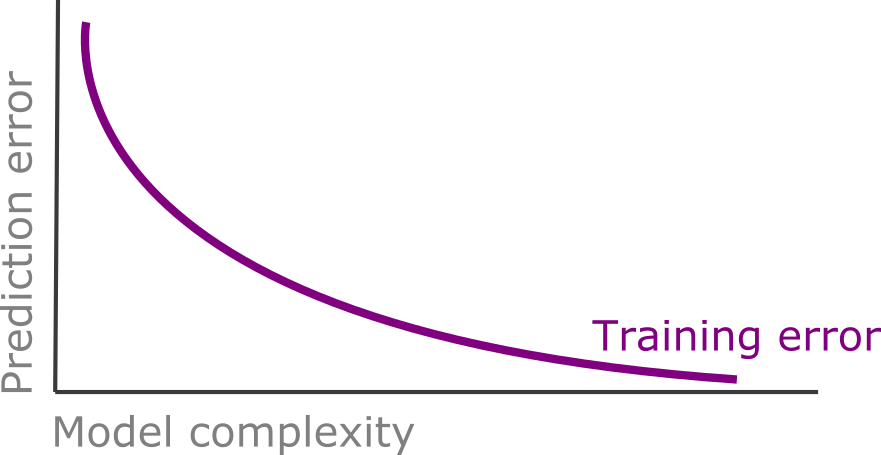 Prediction error
Training error
Model complexity